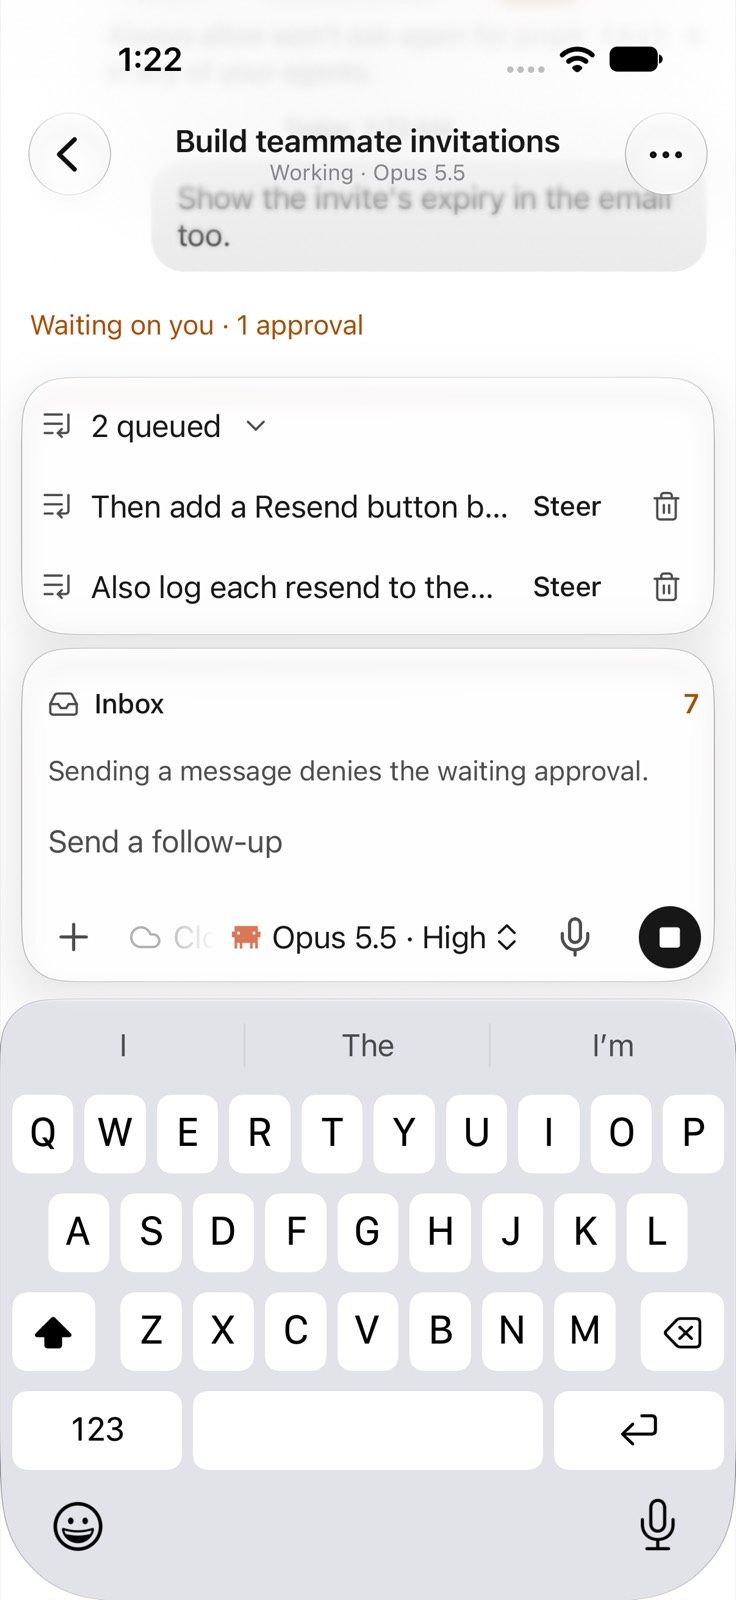 1:22
Build teammate invitations
Working · Opus 5.5
Show the invite's expiry in the email
too.
Waiting on you · 1 approval
2 queued
Then add a Resend button b... Steer
Also log each resend to the... Steer
Inbox 7
Sending a message denies the waiting approval.
Send a follow-up
Opus 5.5 · High
I The I'm
Q W E R T Y U I O P
A S D F G H J K L
Z X C V B N M
123